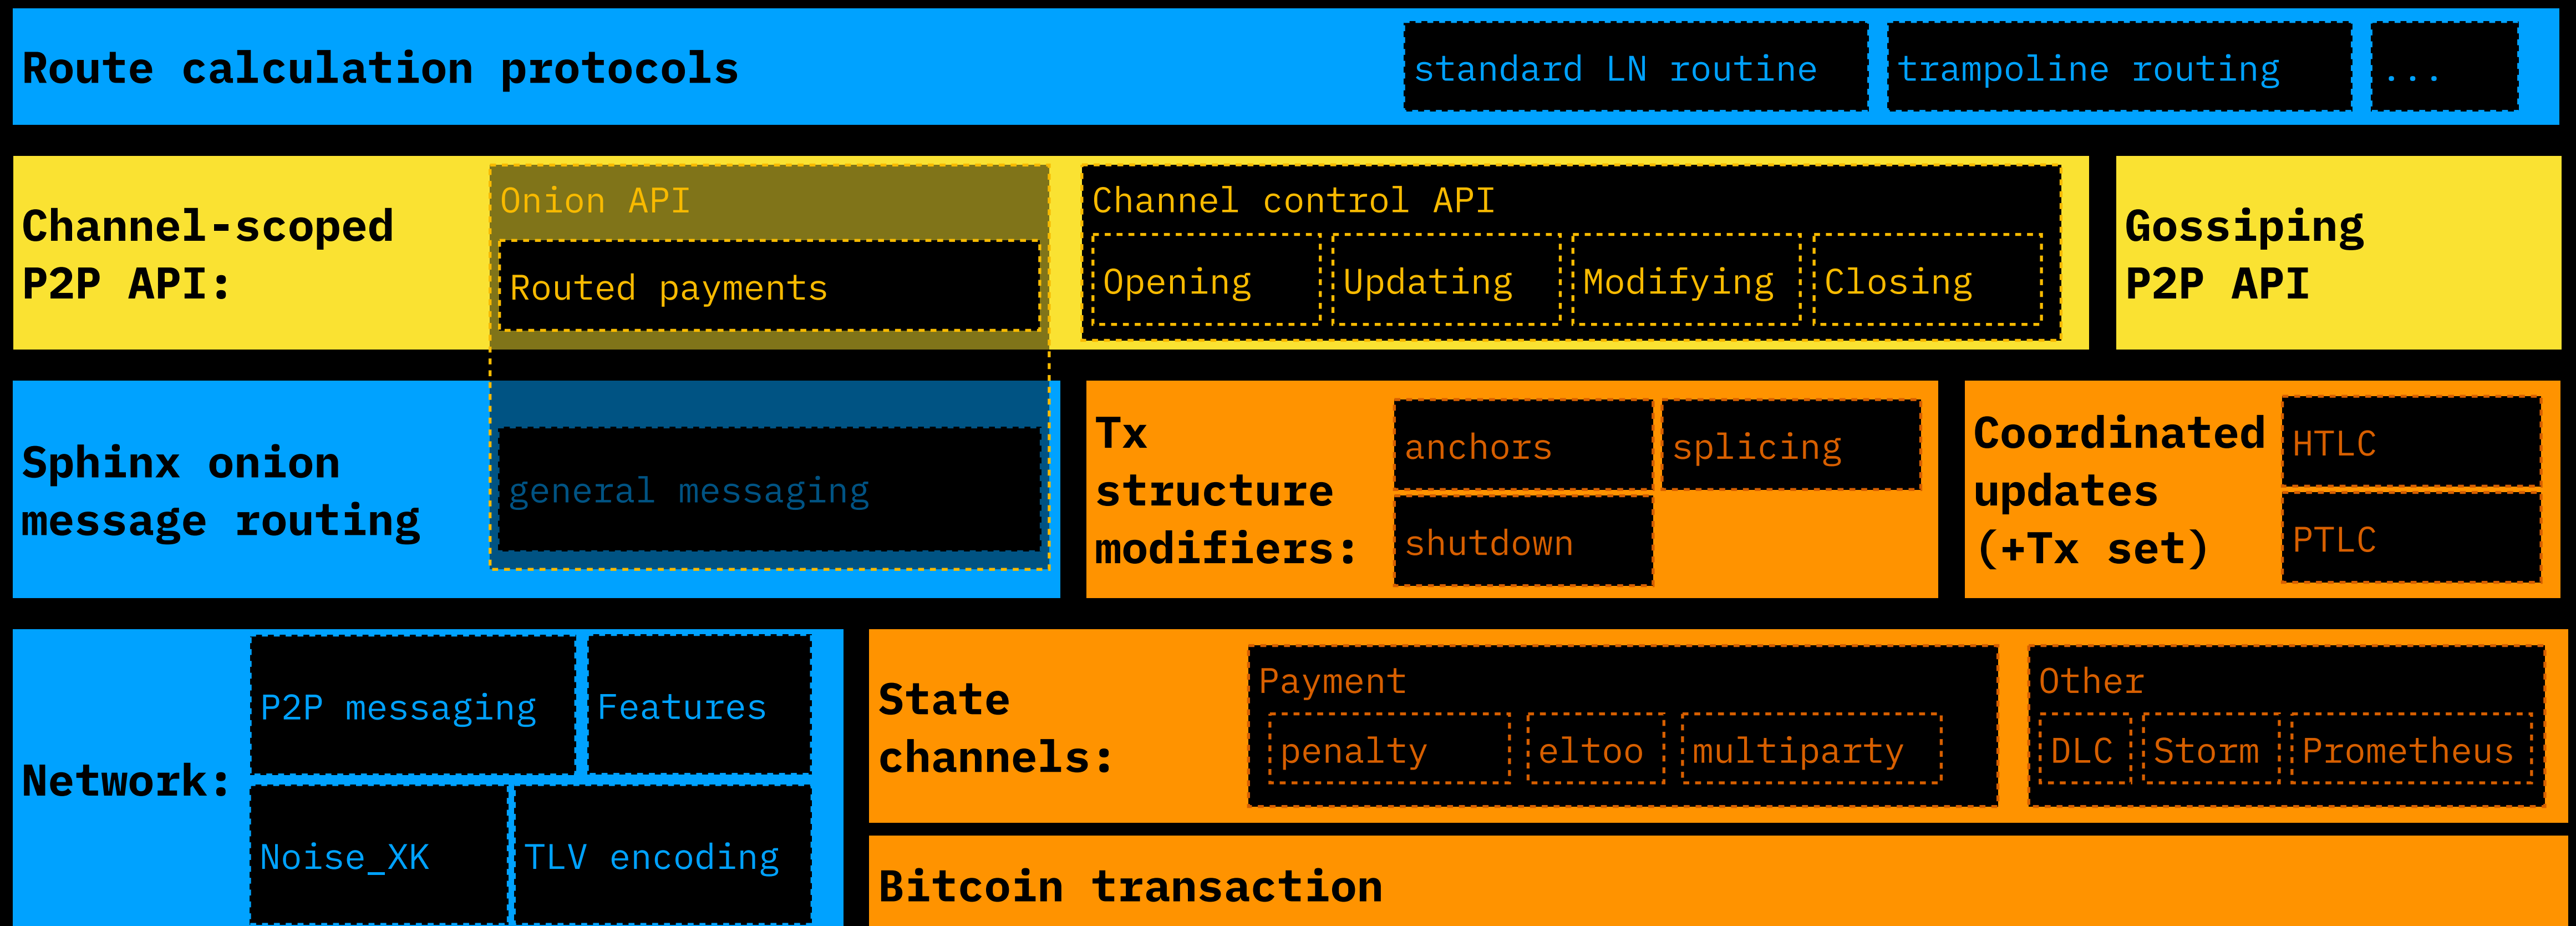 Route calculation protocols
standard LN routine
trampoline routing
...
Channel-scoped
P2P API:
Onion API
Routed payments
Channel control API
Opening
Updating
Modifying
Closing
Gossiping
P2P API
Sphinx onion
message routing
general messaging
Tx
structure
modifiers:
anchors
splicing
shutdown
Coordinated
updates
(+Tx set)
HTLC
PTLC
Network:
P2P messaging
Features
Noise_XK
TLV encoding
State
channels:
Payment
penalty
eltoo
multiparty
Other
DLC
Storm
Prometheus
Bitcoin transaction